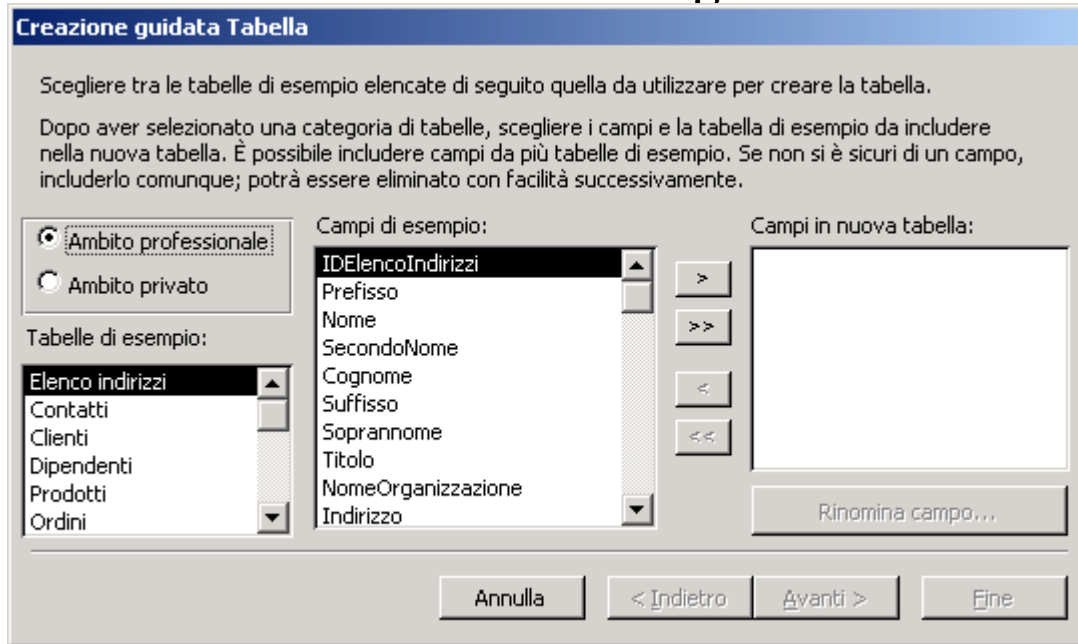 Creazione guidata Tabella
Scegliere tra le tabelle di esempio elencate di seguito quella da utilizzare per creare la tabella.
Dopo aver selezionato una categoria di tabelle, scegliere i campi e la tabella di esempio da includere
nella nuova tabella. È possibile includere campi da più tabelle di esempio. Se non si è sicuri di un campo,
includerlo comunque; potrà essere eliminato con facilità successivamente.
Ambito professionale
Ambito privato
Tabelle di esempio:
Elenco indirizzi
Contatti
Clienti
Dipendenti
Prodotti
Ordini
Campi di esempio:
IDElencoIndirizzi
Prefisso
Nome
SecondoNome
Cognome
Suffisso
Soprannome
Titolo
NomeOrganizzazione
Indirizzo
>
>>
<
<<
Campi in nuova tabella:
Rinomina campo...
Annulla
< Indietro
Avanti >
Fine